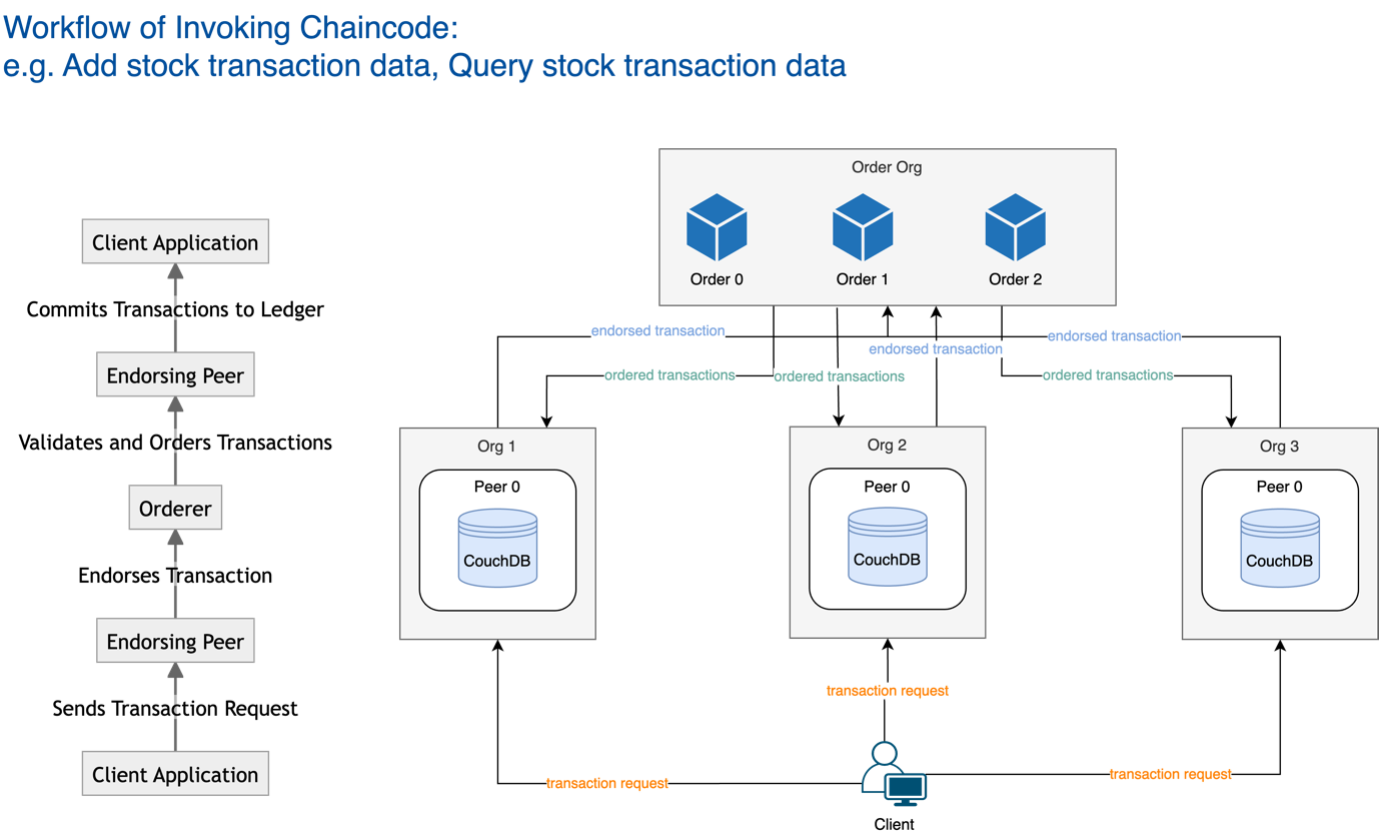 Workflow of Invoking Chaincode:
e.g. Add stock transaction data, Query stock transaction data
Client Application
Commits Transactions to Ledger
Endorsing Peer
Validates and Orders Transactions
Orderer
Endorses Transaction
Endorsing Peer
Sends Transaction Request
Client Application
Order Org
Order 0
Order 1
Order 2
endorsed transaction
endorsed transaction
endorsed transaction
ordered transactions
ordered transactions
ordered transactions
Org 1
Peer 0
CouchDB
Org 2
Peer 0
CouchDB
Org 3
Peer 0
CouchDB
transaction request
transaction request
transaction request
Client